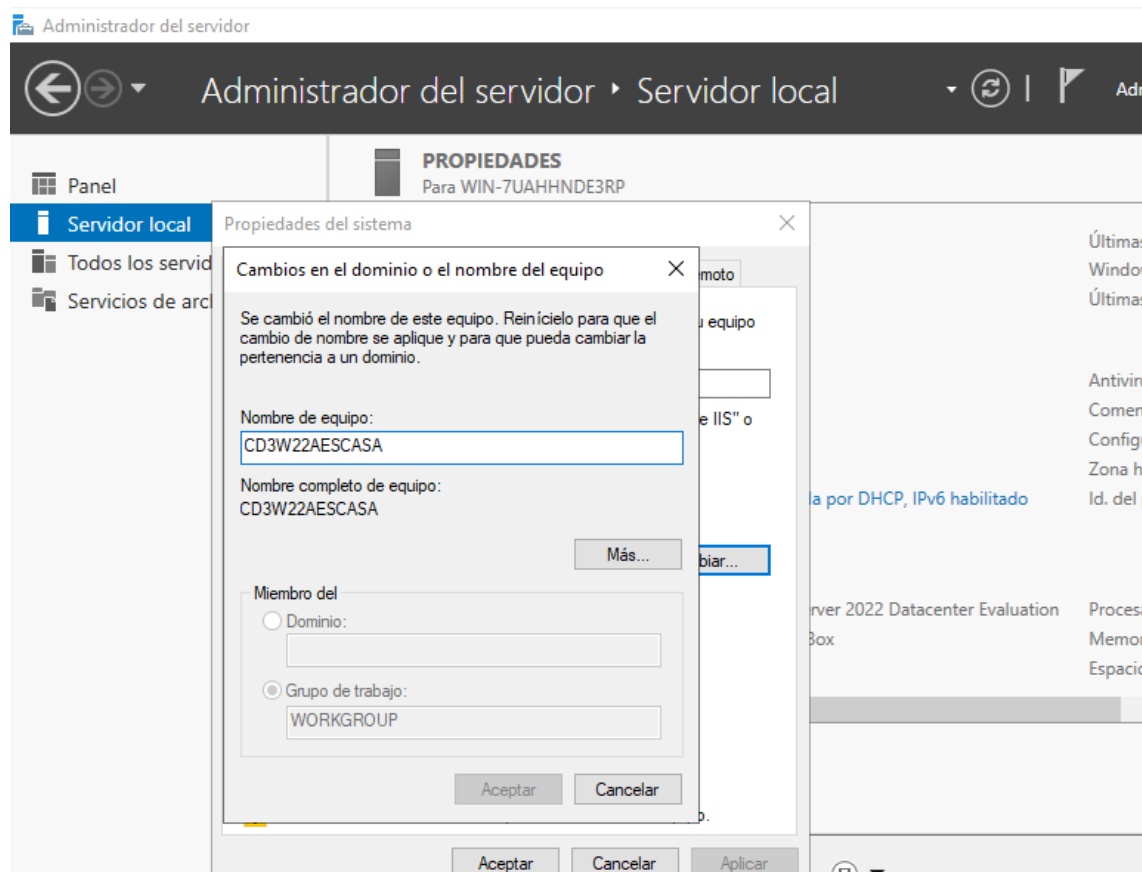 Administrador del servidor
Administrador del servidor ‣ Servidor local
Panel
Servidor local
Todos los servid
Servicios de arcl
PROPIEDADES
Para WIN-7UAHHNDE3RP
Propiedades del sistema
Cambios en el dominio o el nombre del equipo
moto
Se cambió el nombre de este equipo. Reinícielo para que el
cambio de nombre se aplique y para que pueda cambiar la
pertenencia a un dominio.
equipo
Nombre de equipo:
e IIS" o
CD3W22AESCASA
Nombre completo de equipo:
CD3W22AESCASA
Más...
biar...
Miembro del
Dominio:
Grupo de trabajo:
WORKGROUP
Aceptar
Cancelar
Aceptar
Cancelar
Aplicar
la por DHCP, IPv6 habilitado
rver 2022 Datacenter Evaluation
Box
Últimas
Windo
Últimas
Antiviru
Comen
Config
Zona h
Id. del
Proces
Memor
Espacio